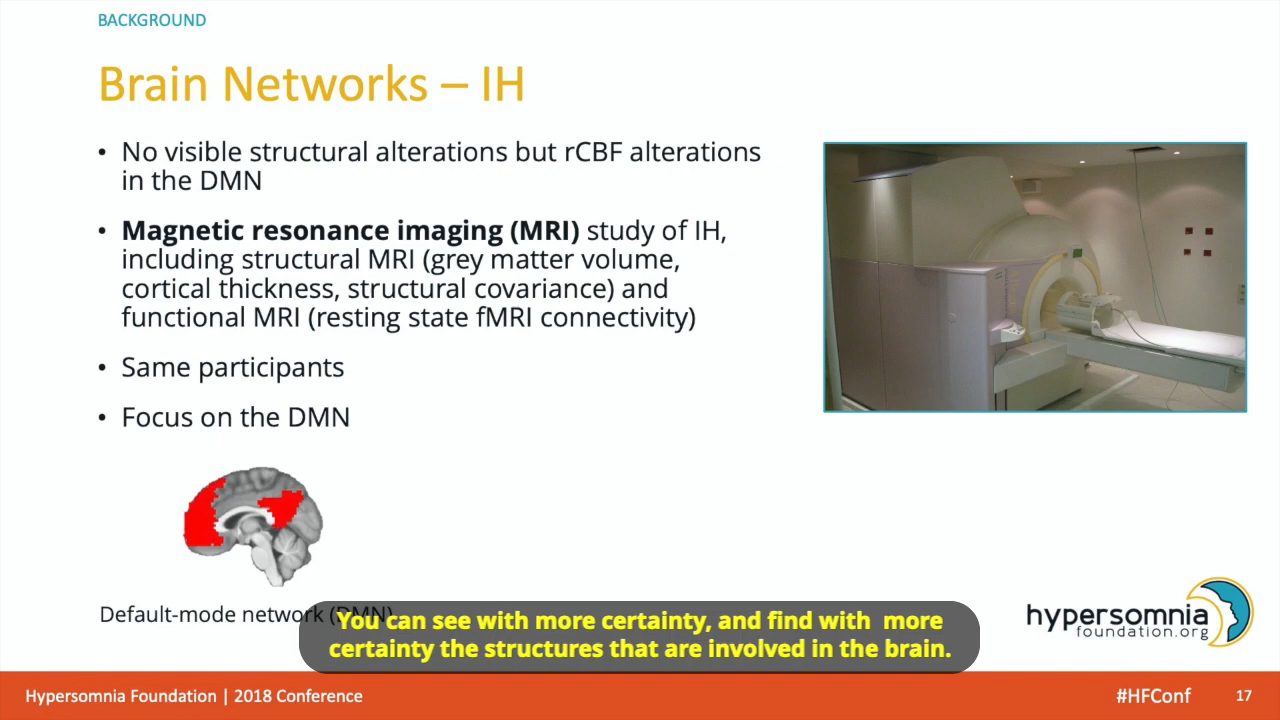 BACKGROUND
Brain Networks – IH
• No visible structural alterations but rCBF alterations
in the DMN
• Magnetic resonance imaging (MRI) study of IH,
including structural MRI (grey matter volume,
cortical thickness, structural covariance) and
functional MRI (resting state fMRI connectivity)
• Same participants
• Focus on the DMN
Default-mode network (DMN)
You can see with more certainty, and find with more
certainty the structures that are involved in the brain.
hypersomnia
foundation.org
Hypersomnia Foundation | 2018 Conference
#HFConf
17